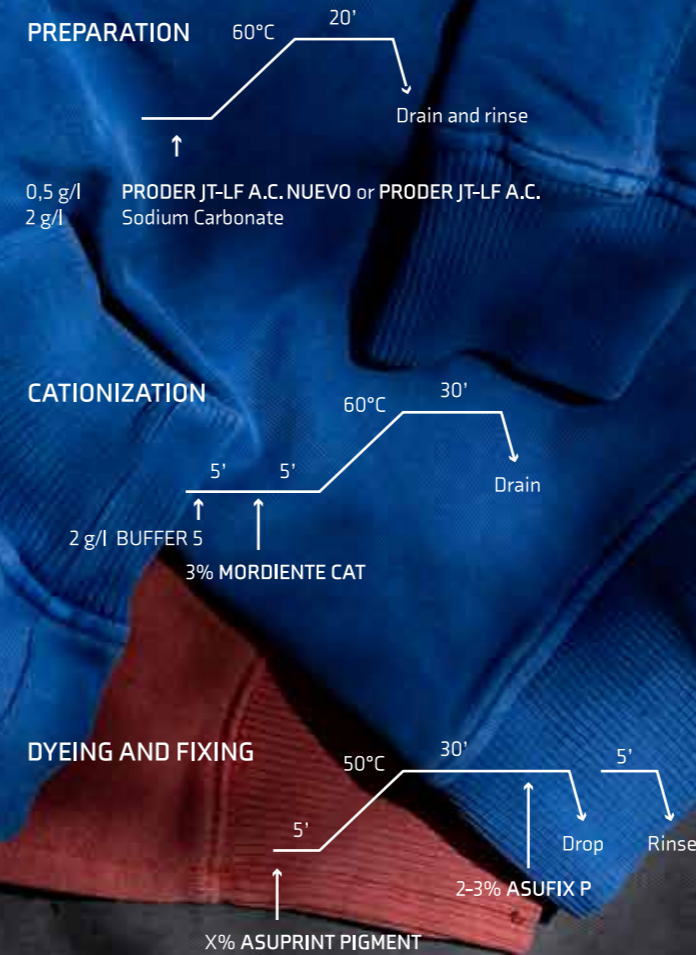 PREPARATION
60°C
20’
Drain and rinse
0,5 g/l PRODER JT-LF A.C. NUEVO or PRODER JT-LF A.C.
2 g/l Sodium Carbonate
CATIONIZATION
60°C
30’
5’
5’
Drain
2 g/l BUFFER 5
3% MORDIENTE CAT
DYEING AND FIXING
50°C
30’
5’
5’
Drop
Rinse
2-3% ASUFIX P
X% ASUPRINT PIGMENT